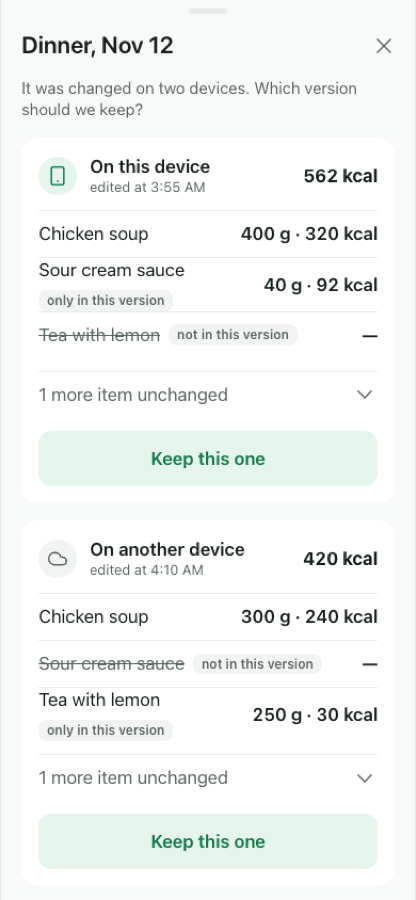 Dinner, Nov 12
It was changed on two devices. Which version
should we keep?
On this device
562 kcal
edited at 3:55 AM
Chicken soup
400 g · 320 kcal
Sour cream sauce
only in this version
40 g · 92 kcal
Tea with lemon
not in this version
—
1 more item unchanged
Keep this one
On another device
420 kcal
edited at 4:10 AM
Chicken soup
300 g · 240 kcal
Sour cream sauce
not in this version
—
Tea with lemon
only in this version
250 g · 30 kcal
1 more item unchanged
Keep this one